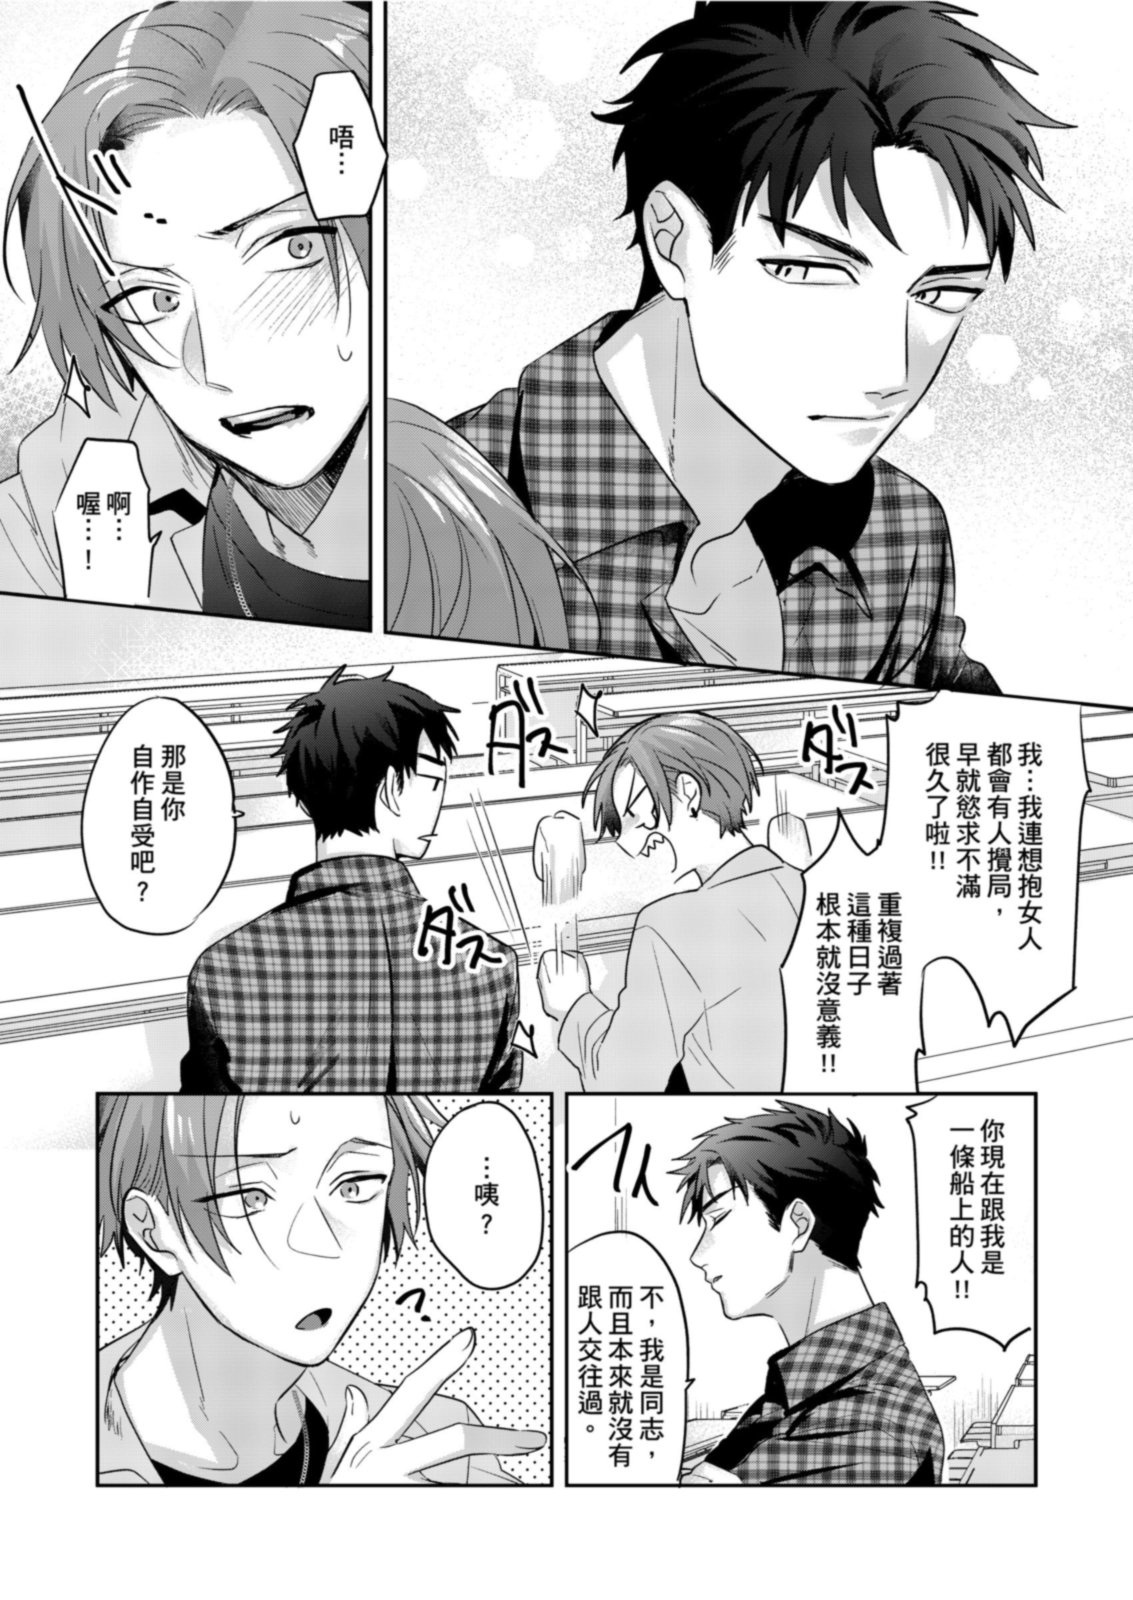 唔…
啊…
喔…！
我…我連想抱女人
都會有人攪局，
早就慾求不滿
很久了啦!!
重複過著
這種日子
根本就沒意義!!
ダス
ダス
ダス
那是你
自作自受吧？
你現在跟我是
一條船上的人!!
不，我是同志，
而且本來就沒有
跟人交往過。
…咦？
?